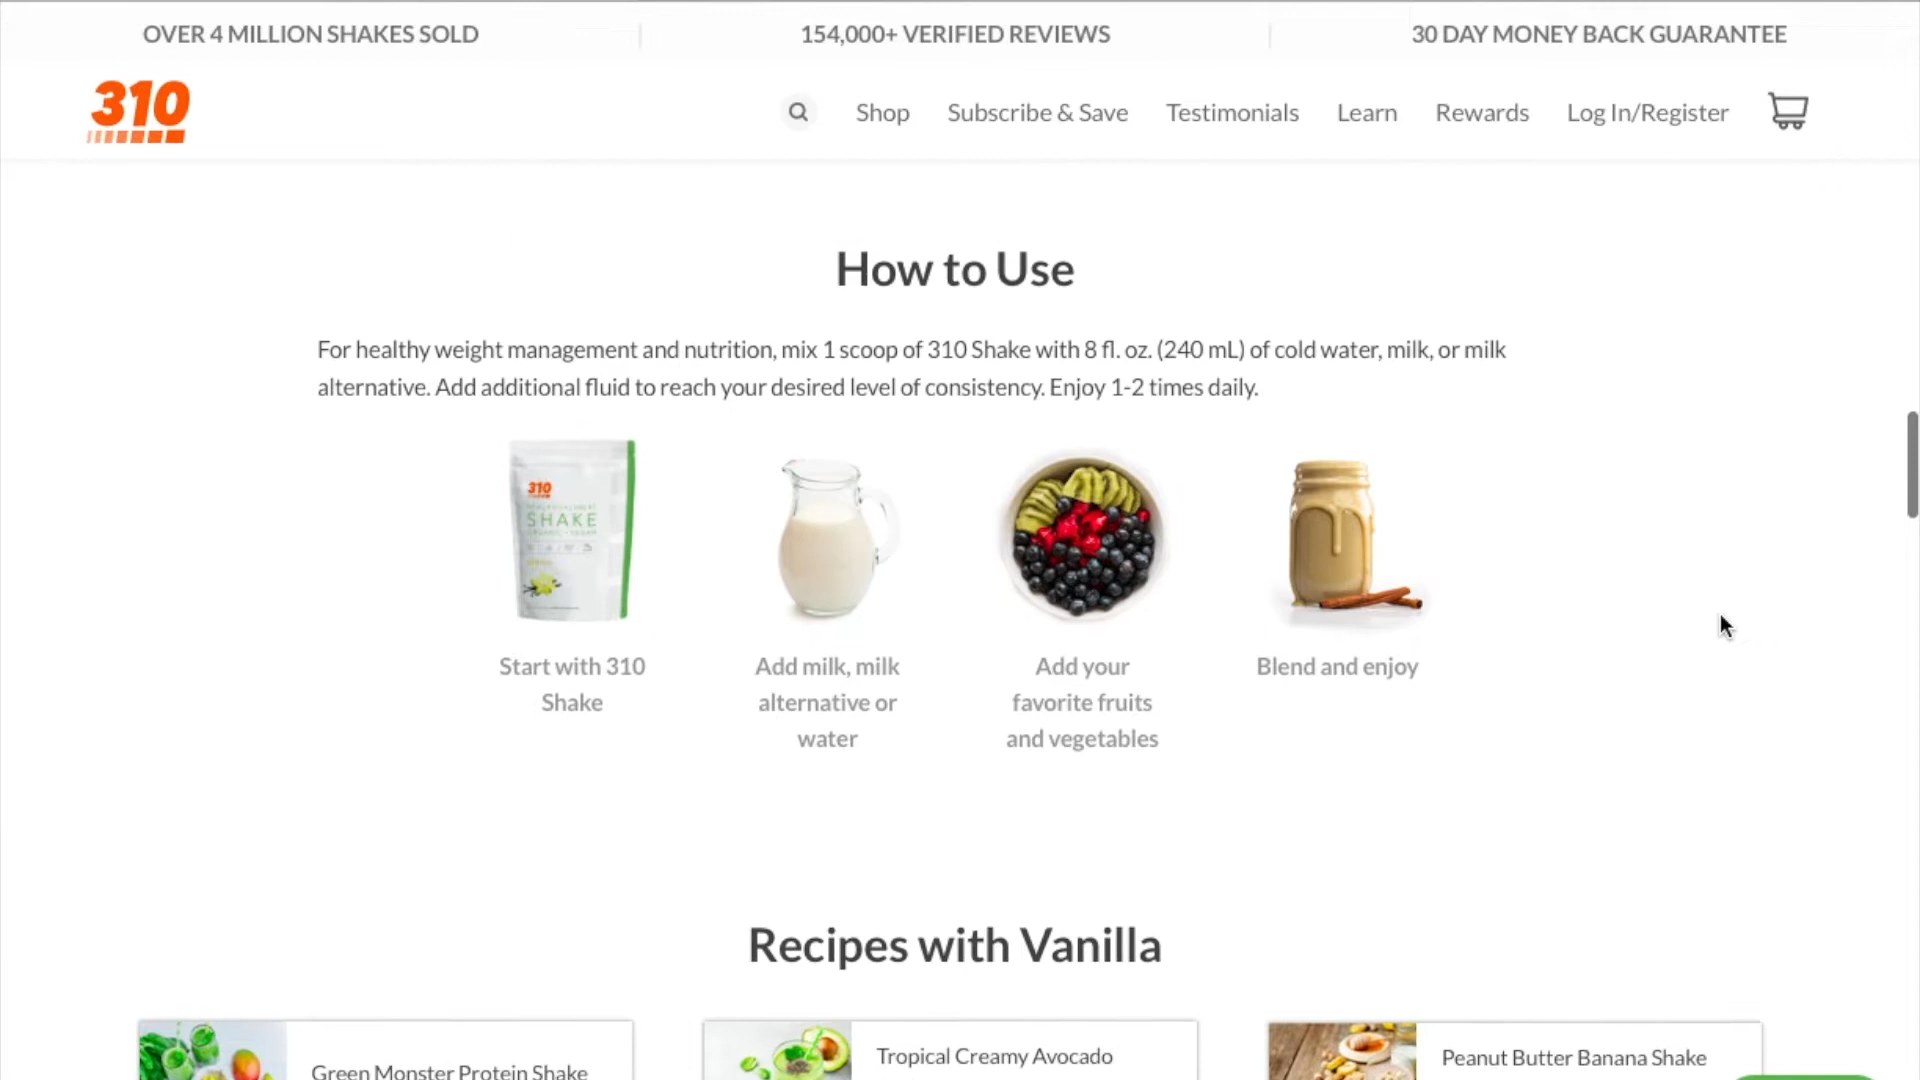 OVER 4 MILLION SHAKES SOLD
154,000+ VERIFIED REVIEWS
30 DAY MONEY BACK GUARANTEE
310
Shop
Subscribe & Save
Testimonials
Learn
Rewards
Log In/Register
How to Use
For healthy weight management and nutrition, mix 1 scoop of 310 Shake with 8 fl. oz. (240 mL) of cold water, milk, or milk
alternative. Add additional fluid to reach your desired level of consistency. Enjoy 1-2 times daily.
310
SHAKE
Start with 310
Shake
Add milk, milk
alternative or
water
Add your
favorite fruits
and vegetables
Blend and enjoy
Recipes with Vanilla
Green Monster Protein Shake
Tropical Creamy Avocado
Peanut Butter Banana Shake